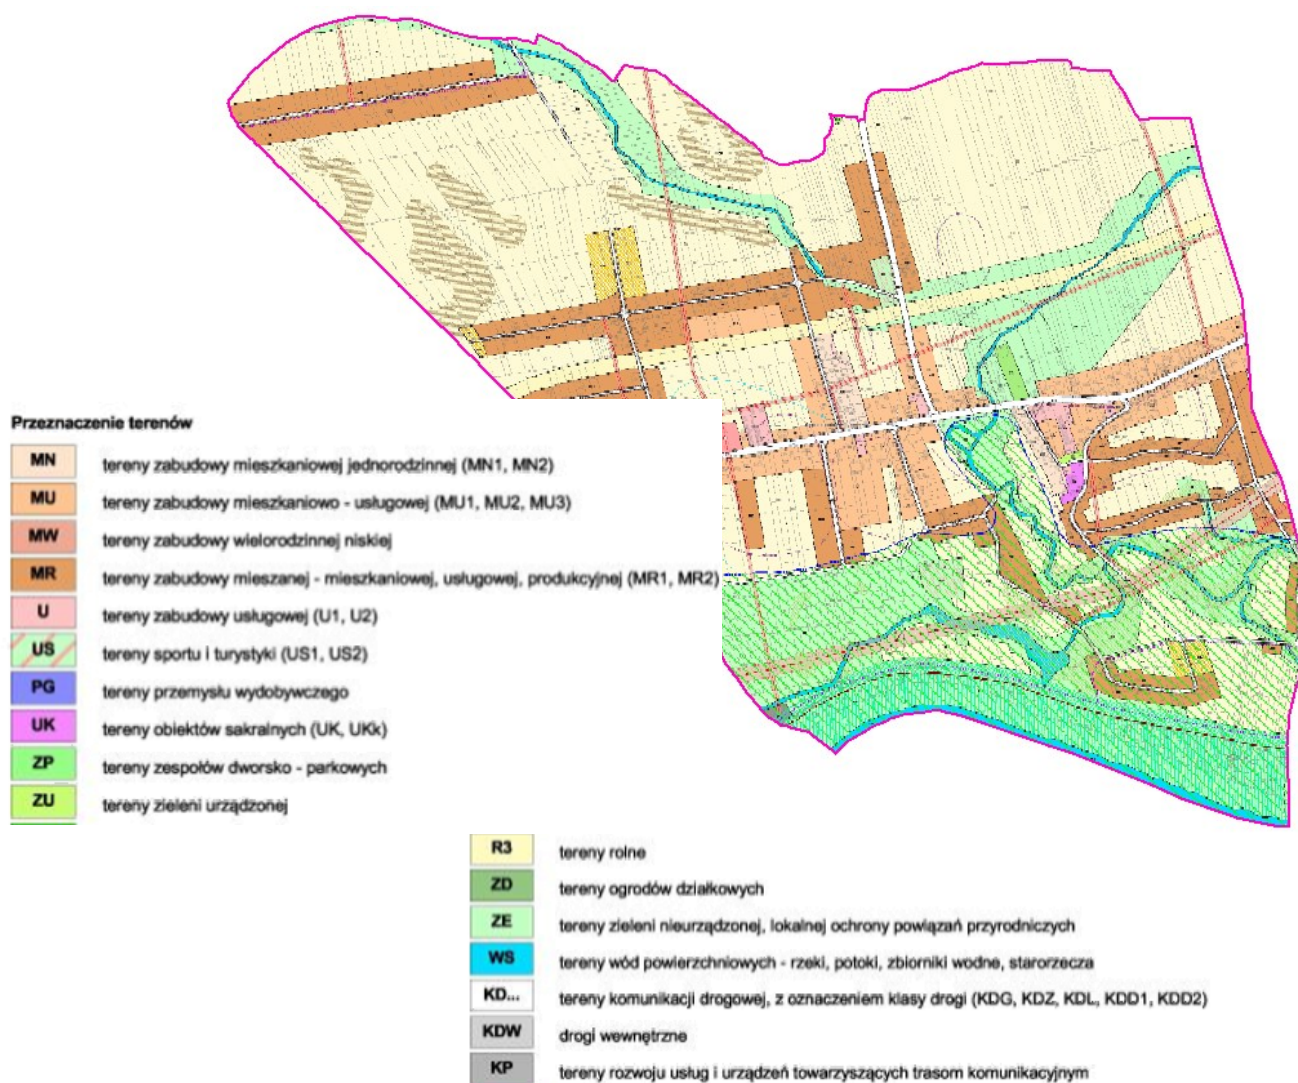 Przeznaczenie terenów
MN tereny zabudowy mieszkaniowej jednorodzinnej (MN1, MN2)
MU tereny zabudowy mieszkaniowo - usługowej (MU1, MU2, MU3)
MW tereny zabudowy wielorodzinnej niskiej
MR tereny zabudowy mieszanej - mieszkaniowej, usługowej, produkcyjnej (MR1, MR2)
U tereny zabudowy usługowej (U1, U2)
US tereny sportu i turystyki (US1, US2)
PG tereny przemysłu wydobywczego
UK tereny obiektów sakralnych (UK, UKk)
ZP tereny zespołów dworsko - parkowych
ZU tereny zieleni urządzonej
R3 tereny rolne
ZD tereny ogrodów działkowych
ZE tereny zieleni nieurządzonej, lokalnej ochrony powiązań przyrodniczych
WS tereny wód powierzchniowych - rzeki, potoki, zbiorniki wodne, starorzecza
KD... tereny komunikacji drogowej, z oznaczeniem klasy drogi (KDG, KDZ, KDL, KDD1, KDD2)
KDW drogi wewnętrzne
KP tereny rozwoju usług i urządzeń towarzyszących trasom komunikacyjnym